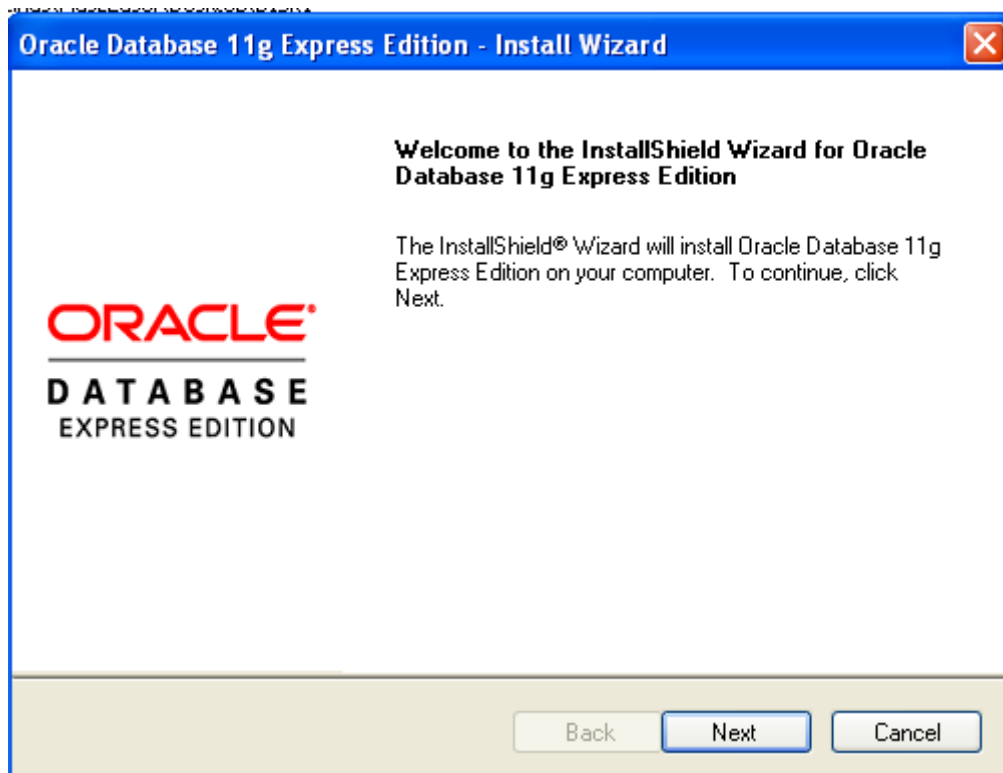 Oracle Database 11g Express Edition - Install Wizard
Welcome to the InstallShield Wizard for Oracle
Database 11g Express Edition
The InstallShield® Wizard will install Oracle Database 11g
Express Edition on your computer. To continue, click
Next.
ORACLE®
DATABASE
EXPRESS EDITION
Back
Next
Cancel